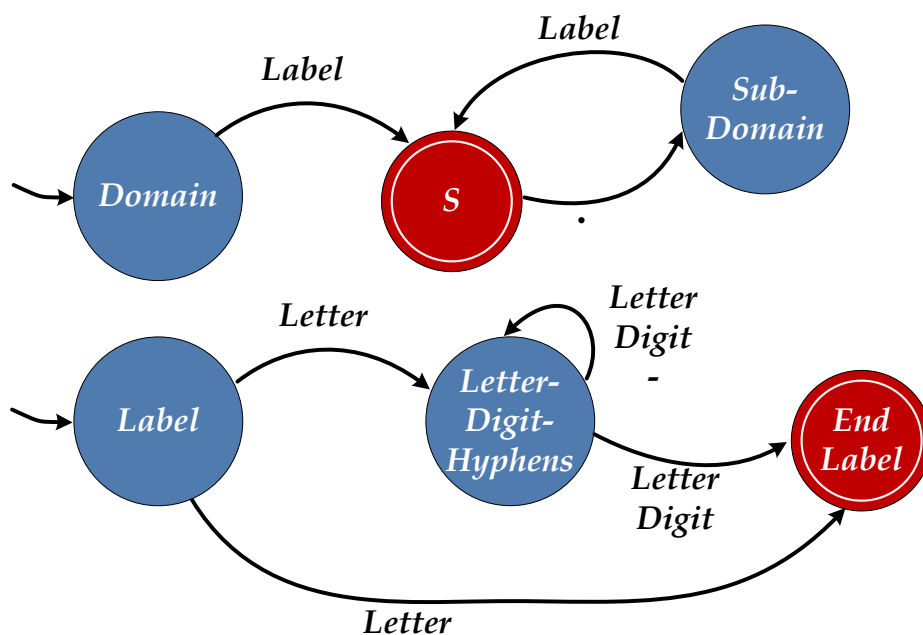 Label
Label
Sub-
Domain
Domain
S
.
Letter
Letter
Digit
-
Label
Letter-
Digit-
Hyphens
End
Label
Letter
Digit
Letter